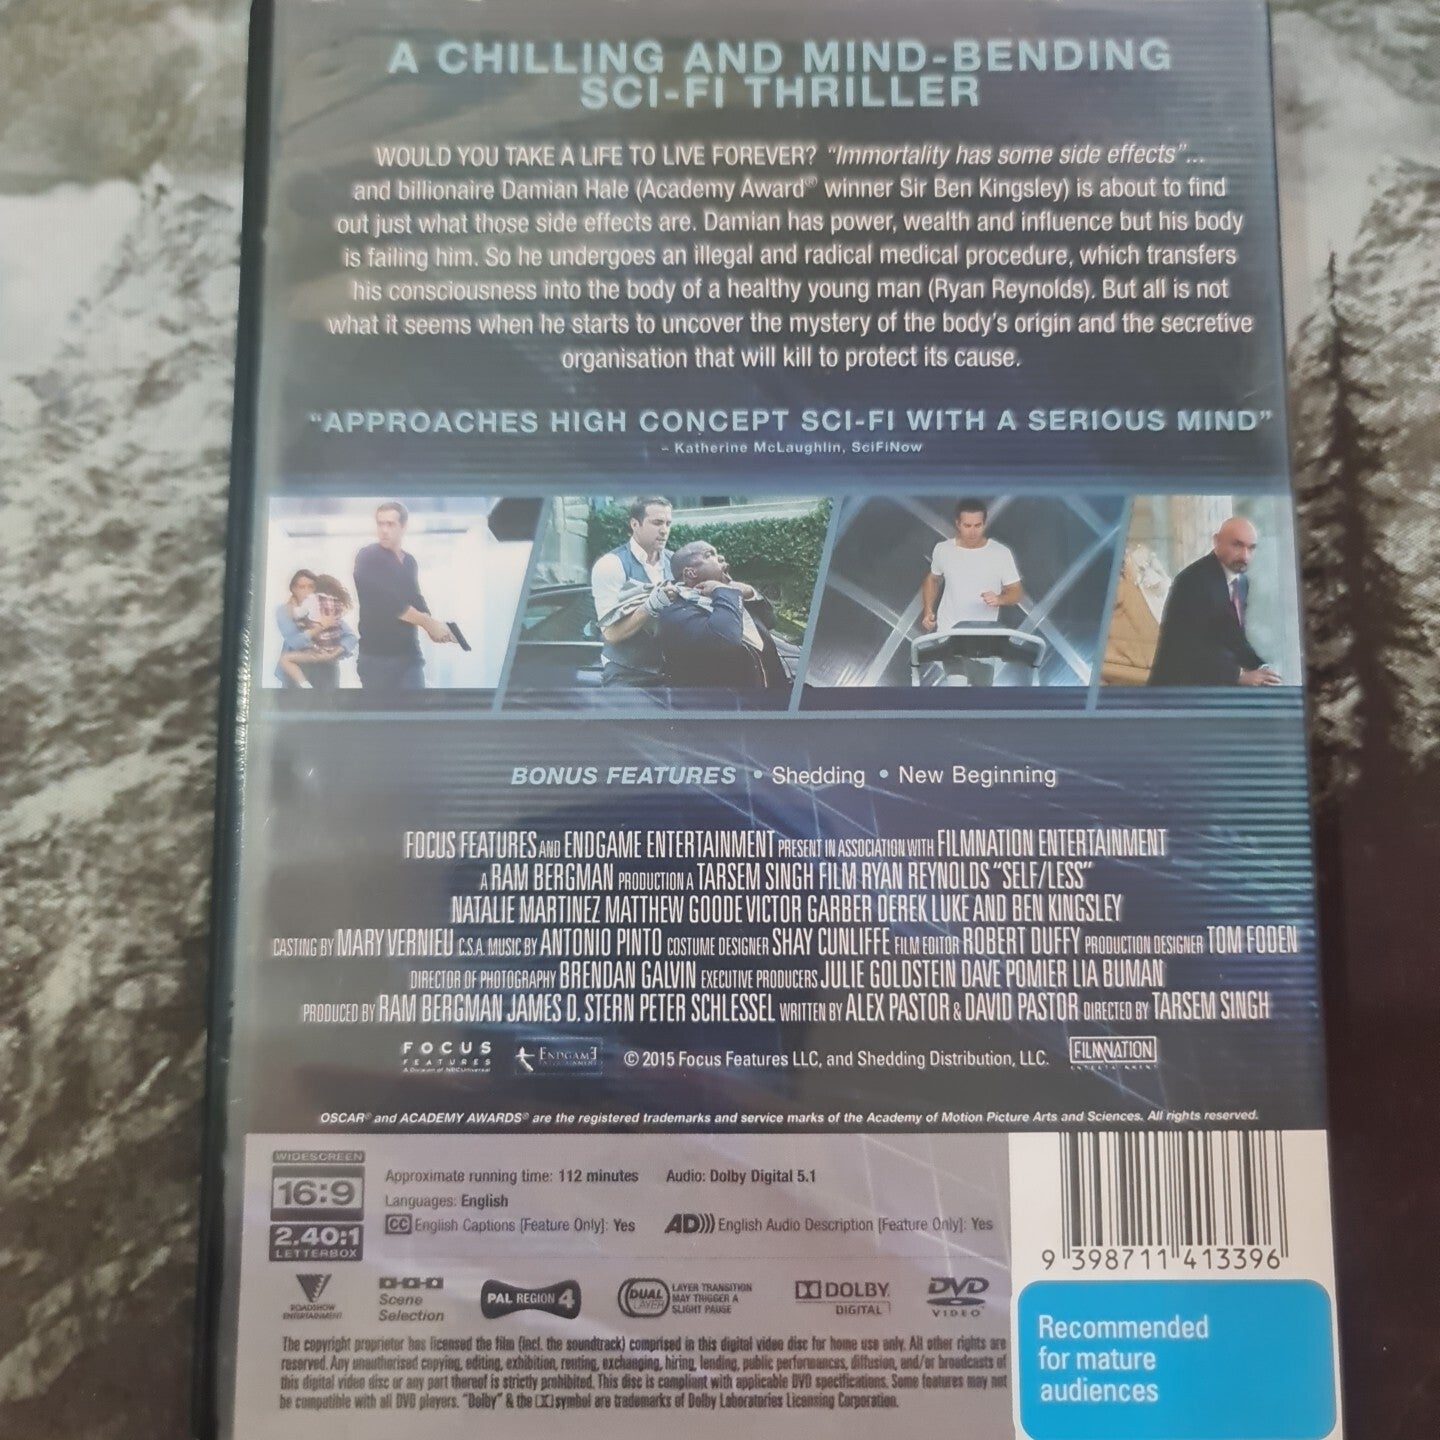 A CHILLING AND MIND-BENDING
SCI-FI THRILLER
WOULD YOU TAKE A LIFE TO LIVE FOREVER? “Immortality has some side effects”...
and billionaire Damian Hale (Academy Award® winner Sir Ben Kingsley) is about to find
out just what those side effects are. Damian has power, wealth and influence but his body
is failing him. So he undergoes an illegal and radical medical procedure, which transfers
his consciousness into the body of a healthy young man (Ryan Reynolds). But all is not
what it seems when he starts to uncover the mystery of the body's origin and the secretive
organisation that will kill to protect its cause.
“APPROACHES HIGH CONCEPT SCI-FI WITH A SERIOUS MIND”
– Katherine McLaughlin, SciFiNow
BONUS FEATURES • Shedding • New Beginning
FOCUS FEATURES AND ENDGAME ENTERTAINMENT PRESENT IN ASSOCIATION WITH FILMNATION ENTERTAINMENT
A RAM BERGMAN PRODUCTION A TARSEM SINGH FILM RYAN REYNOLDS "SELF/LESS"
NATALIE MARTINEZ MATTHEW GOODE VICTOR GARBER DEREK LUKE AND BEN KINGSLEY
CASTING BY MARY VERNIEU C.S.A. MUSIC BY ANTONIO PINTO COSTUME DESIGNER SHAY CUNLIFFE FILM EDITOR ROBERT DUFFY PRODUCTION DESIGNER TOM FODEN
DIRECTOR OF PHOTOGRAPHY BRENDAN GALVIN EXECUTIVE PRODUCERS JULIE GOLDSTEIN DAVE POMIER LIA BUMAN
PRODUCED BY RAM BERGMAN JAMES D. STERN PETER SCHLESSEL WRITTEN BY ALEX PASTOR & DAVID PASTOR DIRECTED BY TARSEM SINGH
FOCUS
FEATURES
A Division of NBCUniversal
ENDGAME
ENTERTAINMENT
© 2015 Focus Features LLC, and Shedding Distribution, LLC.
FILMNATION
ENTERTAINMENT
OSCAR® and ACADEMY AWARDS® are the registered trademarks and service marks of the Academy of Motion Picture Arts and Sciences. All rights reserved.
WIDESCREEN
16:9
2.40:1
LETTERBOX
Approximate running time: 112 minutes Audio: Dolby Digital 5.1
Languages: English
CC English Captions [Feature Only]: Yes AD))) English Audio Description [Feature Only]: Yes
ROADSHOW
ENTERTAINMENT
Scene
Selection
PAL REGION 4
DUAL
LAYER
LAYER TRANSITION
MAY TRIGGER A
SLIGHT PAUSE
DOLBY
DIGITAL
DVD
VIDEO
The copyright proprietor has licensed the film (incl. the soundtrack) comprised in this digital video disc for home use only. All other rights are
reserved. Any unauthorised copying, editing, exhibition, renting, exchanging, hiring, lending, public performances, diffusion, and/or broadcasts of
this digital video disc or any part thereof is strictly prohibited. This disc is compliant with applicable DVD specifications. Some features may not
be compatible with all DVD players. "Dolby" & the symbol are trademarks of Dolby Laboratories Licensing Corporation.
9 398711 413396
Recommended
for mature
audiences